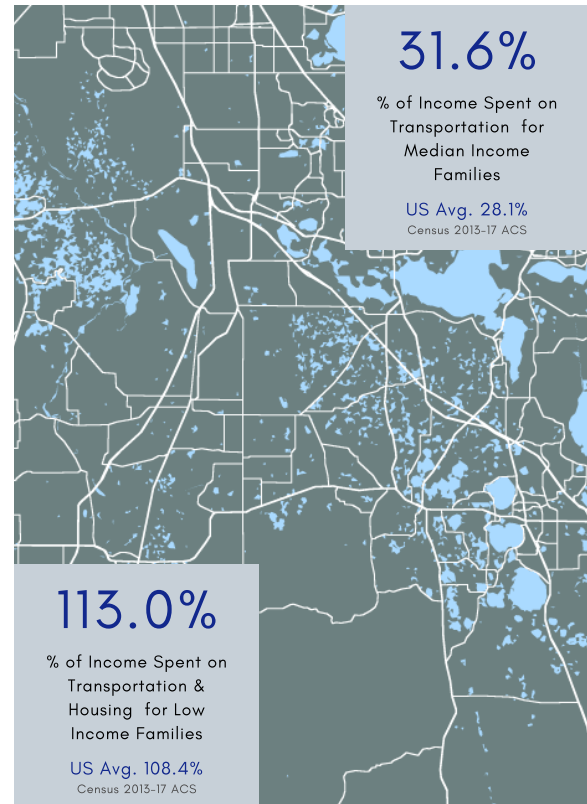 31.6%
% of Income Spent on
Transportation for
Median Income
Families
US Avg. 28.1%
Census 2013-17 ACS
113.0%
% of Income Spent on
Transportation &
Housing for Low
Income Families
US Avg. 108.4%
Census 2013-17 ACS